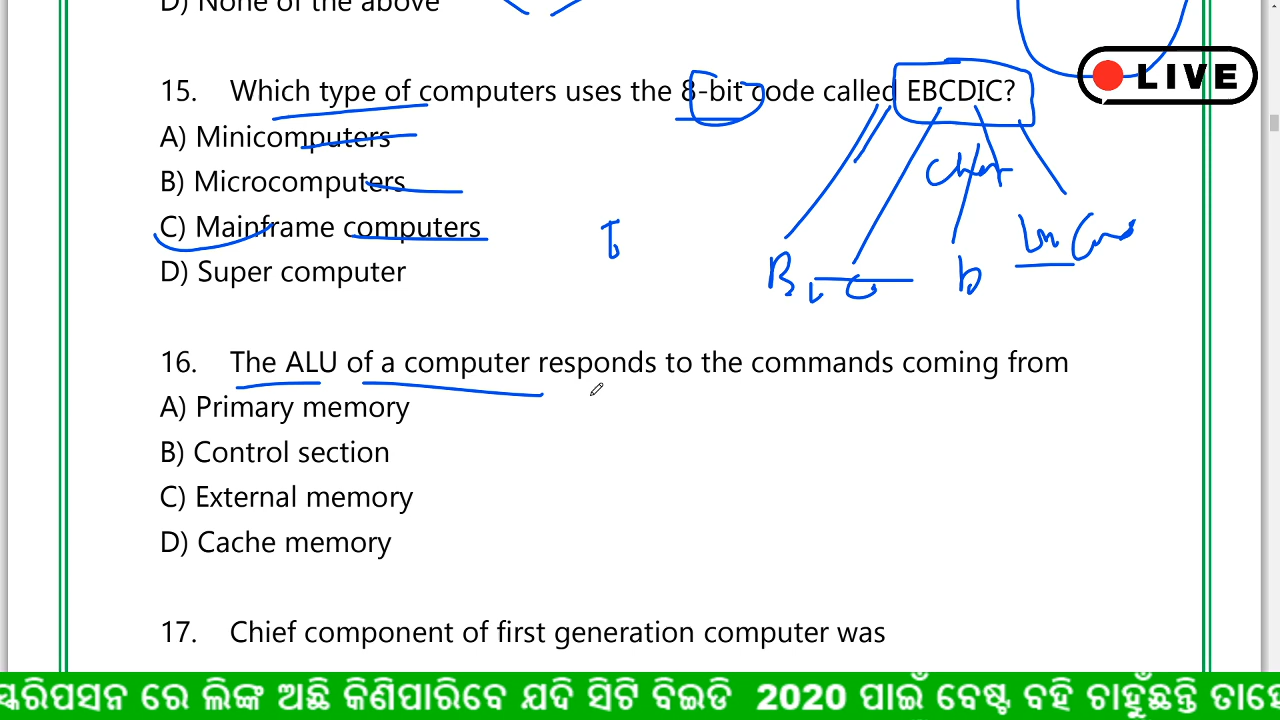 D) None of the above
15. Which type of computers uses the 8-bit code called EBCDIC?
A) Minicomputers
B) Microcomputers
C) Mainframe computers
D) Super computer
LIVE
16. The ALU of a computer responds to the commands coming from
A) Primary memory
B) Control section
C) External memory
D) Cache memory
17. Chief component of first generation computer was
ସ୍କରିପସନ ରେ ଲିଙ୍କ ଅଛି କିଣିପାରିବେ ଯଦି ସିଟି ବିଇଡି 2020 ପାଇଁ ବେଷ୍ଟ ବହି ଚାହୁଁଛନ୍ତି